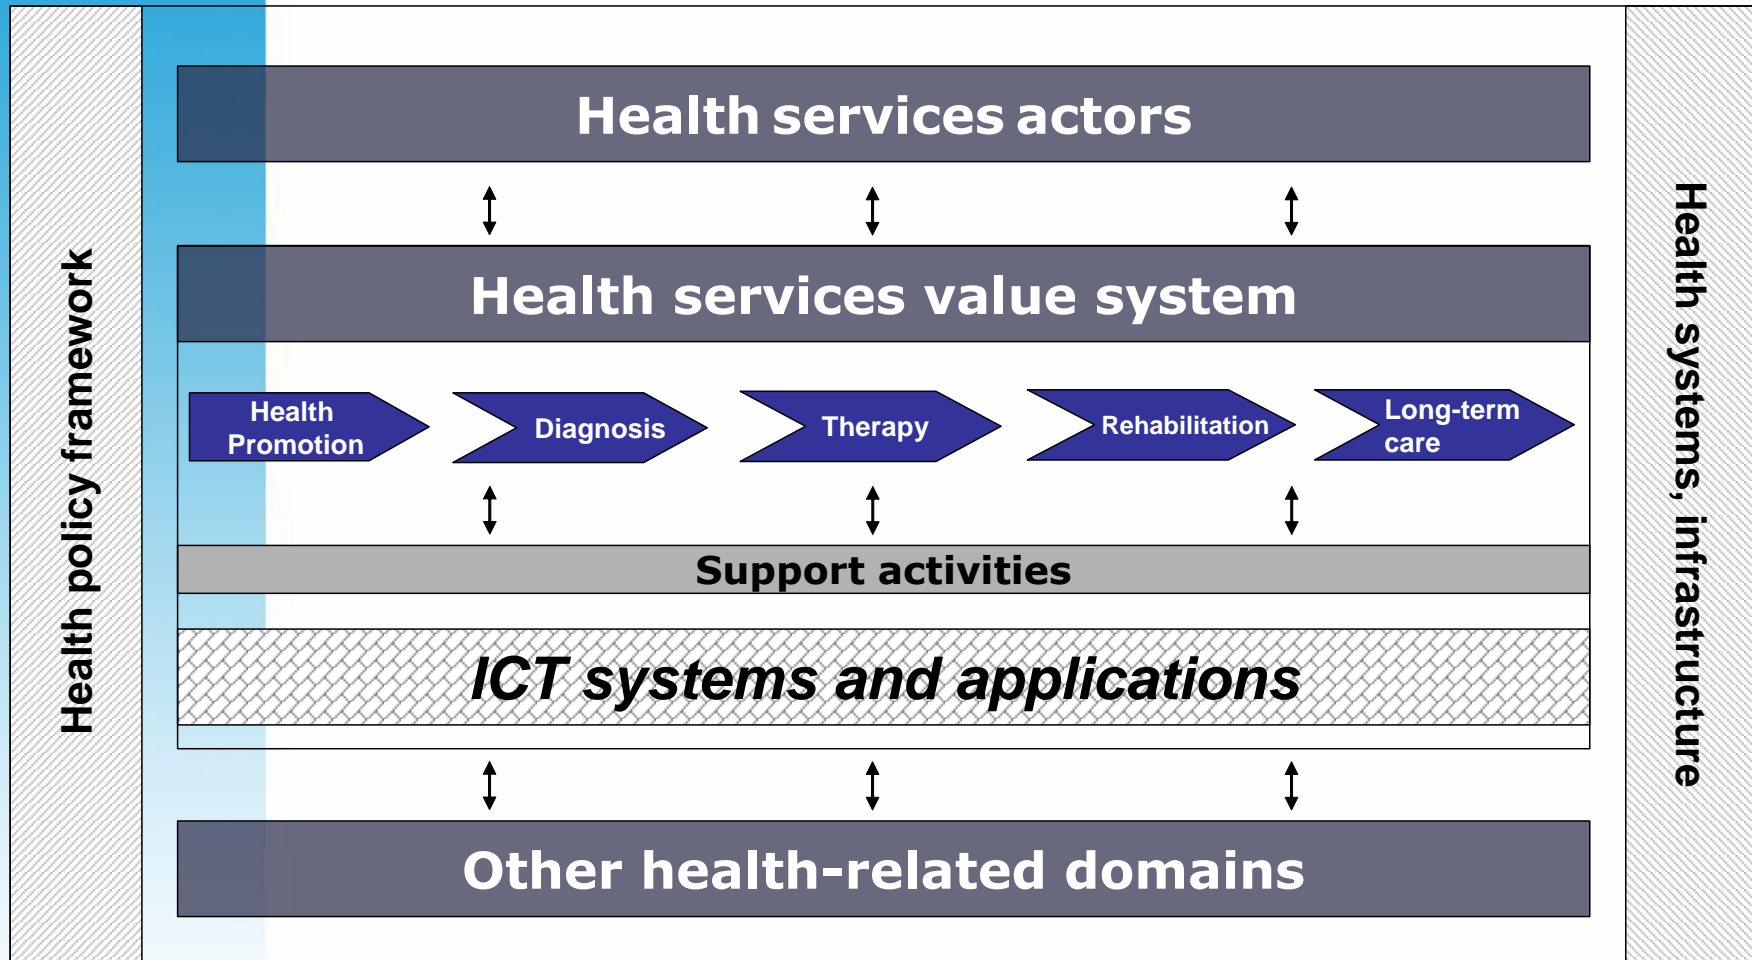 Health policy framework
Health services actors
Health services value system
Health
Promotion
Diagnosis
Therapy
Rehabilitation
Long-term
care
Support activities
ICT systems and applications
Other health-related domains
Health systems, infrastructure